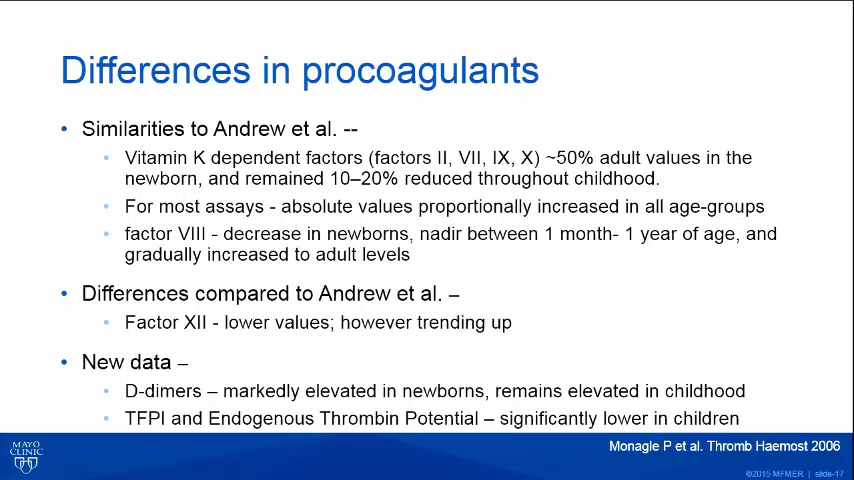 Differences in procoagulants
• Similarities to Andrew et al. --
• Vitamin K dependent factors (factors II, VII, IX, X) ~50% adult values in the
newborn, and remained 10–20% reduced throughout childhood.
• For most assays - absolute values proportionally increased in all age-groups
• factor VIII - decrease in newborns, nadir between 1 month- 1 year of age, and
gradually increased to adult levels
• Differences compared to Andrew et al. –
• Factor XII - lower values; however trending up
• New data –
• D-dimers – markedly elevated in newborns, remains elevated in childhood
• TFPI and Endogenous Thrombin Potential – significantly lower in children
MAYO
CLINIC
Monagle P et al. Thromb Haemost 2006
©2015 MFMER | slide-17